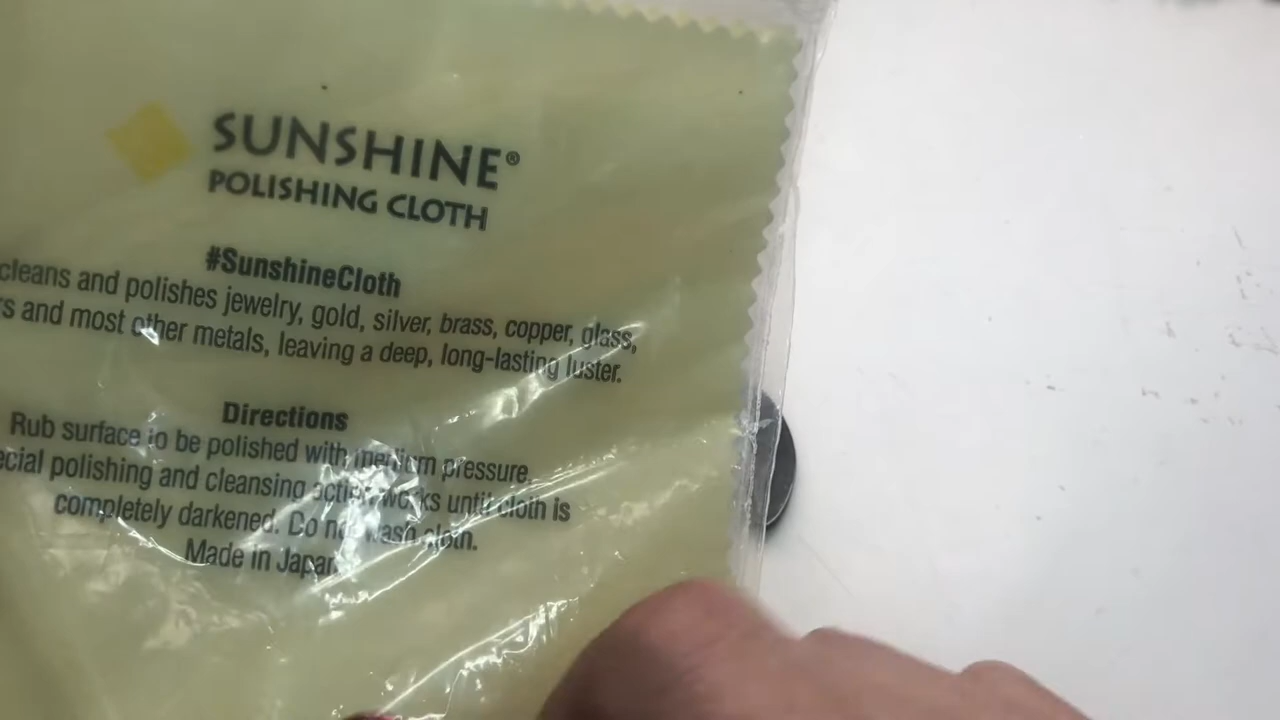 SUNSHINE®
POLISHING CLOTH
#SunshineCloth
cleans and polishes jewelry, gold, silver, brass, copper, glass,
and most other metals, leaving a deep, long-lasting luster.
Directions
Rub surface to be polished with medium pressure.
polishing and cleansing action works until cloth is
completely darkened. Do not wash cloth.
Made in Japan